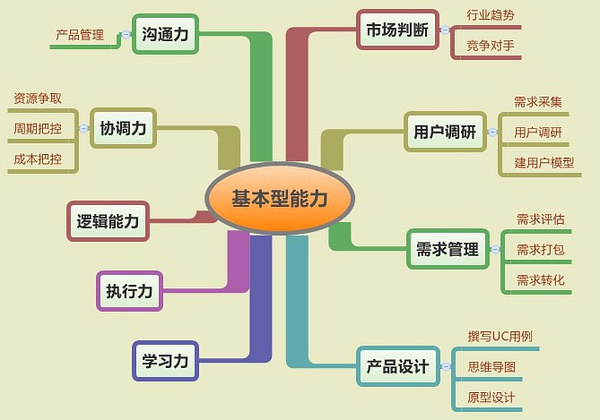 基本型能力
市场判断
行业趋势
竞争对手
用户调研
需求采集
用户调研
建用户模型
需求管理
需求评估
需求打包
需求转化
产品设计
撰写UC用例
思维导图
原型设计
沟通力
产品管理
协调力
资源争取
周期把控
成本把控
逻辑能力
执行力
学习力